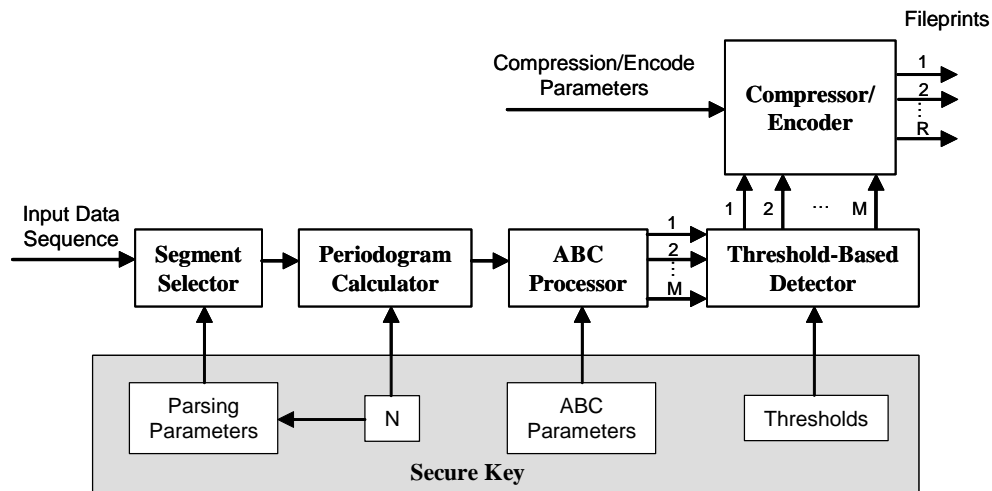 Fileprints
Compression/Encode
Parameters
Compressor/
Encoder
1
2
⋮
R
1
2
...
M
Input Data
Sequence
Segment
Selector
Periodogram
Calculator
ABC
Processor
1
2
⋮
M
Threshold-Based
Detector
Parsing
Parameters
N
ABC
Parameters
Thresholds
Secure Key